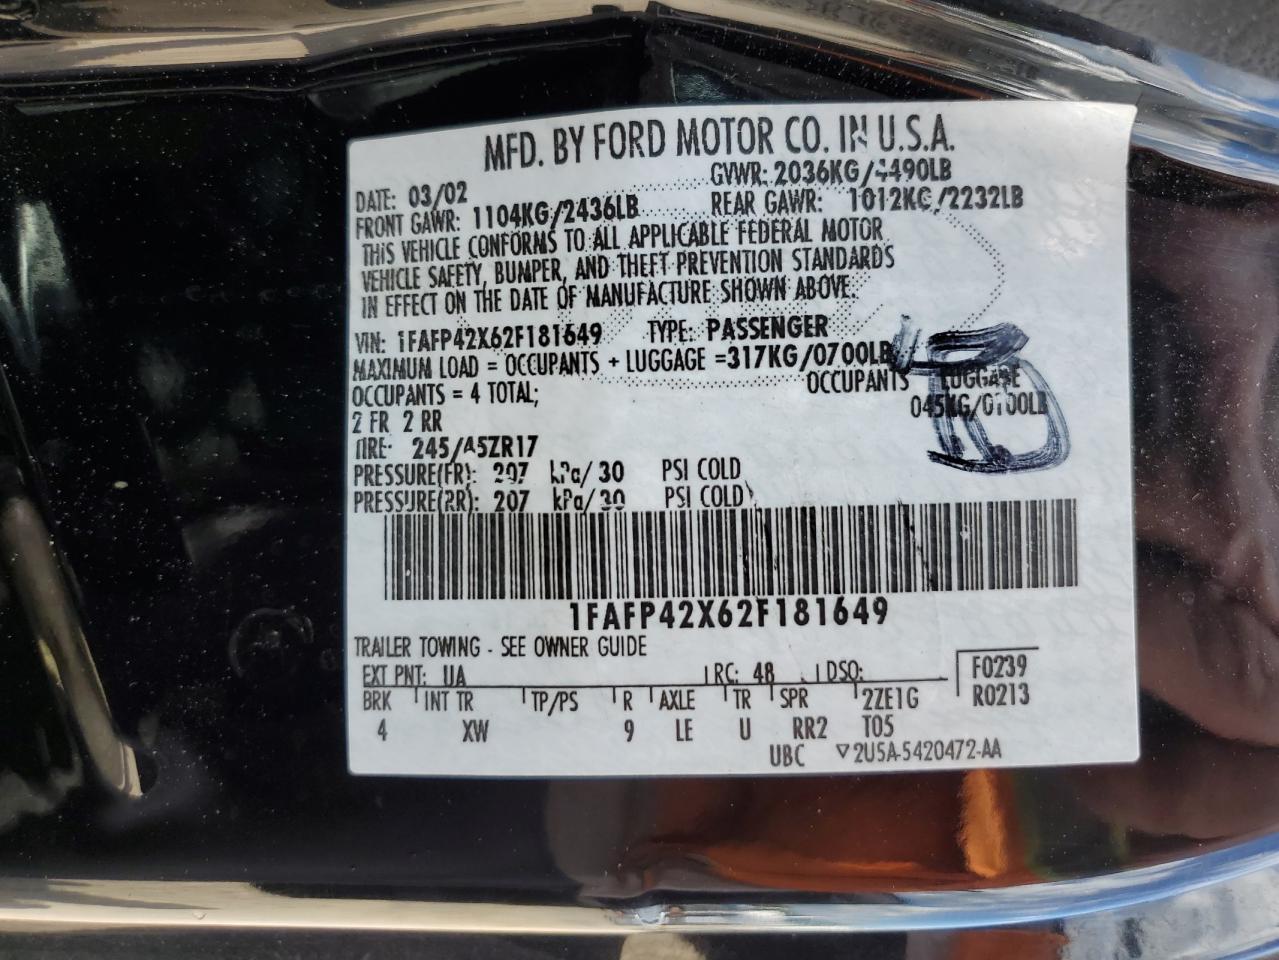 MFD. BY FORD MOTOR CO. IN U.S.A.
DATE: 03/02 GVWR: 2036KG/4490LB
FRONT GAWR: 1104KG/2436LB REAR GAWR: 1012KG/2232LB
THIS VEHICLE CONFORMS TO ALL APPLICABLE FEDERAL MOTOR
VEHICLE SAFETY, BUMPER, AND THEFT PREVENTION STANDARDS
IN EFFECT ON THE DATE OF MANUFACTURE SHOWN ABOVE.
VIN: 1FAFP42X62F181649 TYPE: PASSENGER
MAXIMUM LOAD = OCCUPANTS + LUGGAGE =317KG/0700LB
OCCUPANTS = 4 TOTAL; OCCUPANTS LUGGAGE
2 FR 2 RR 045KG/0100LB
TIRE: 245/45ZR17
PRESSURE(FR): 207 kPa/30 PSI COLD
PRESSURE(RR): 207 kPa/30 PSI COLD
1FAFP42X62F181649
TRAILER TOWING - SEE OWNER GUIDE
EXT PNT: UA RC: 48 DSO: F0239
BRK INT TR TP/PS R AXLE TR SPR 2ZE1G R0213
4 XW 9 LE U RR2 T05
UBC 2U5A-5420472-AA